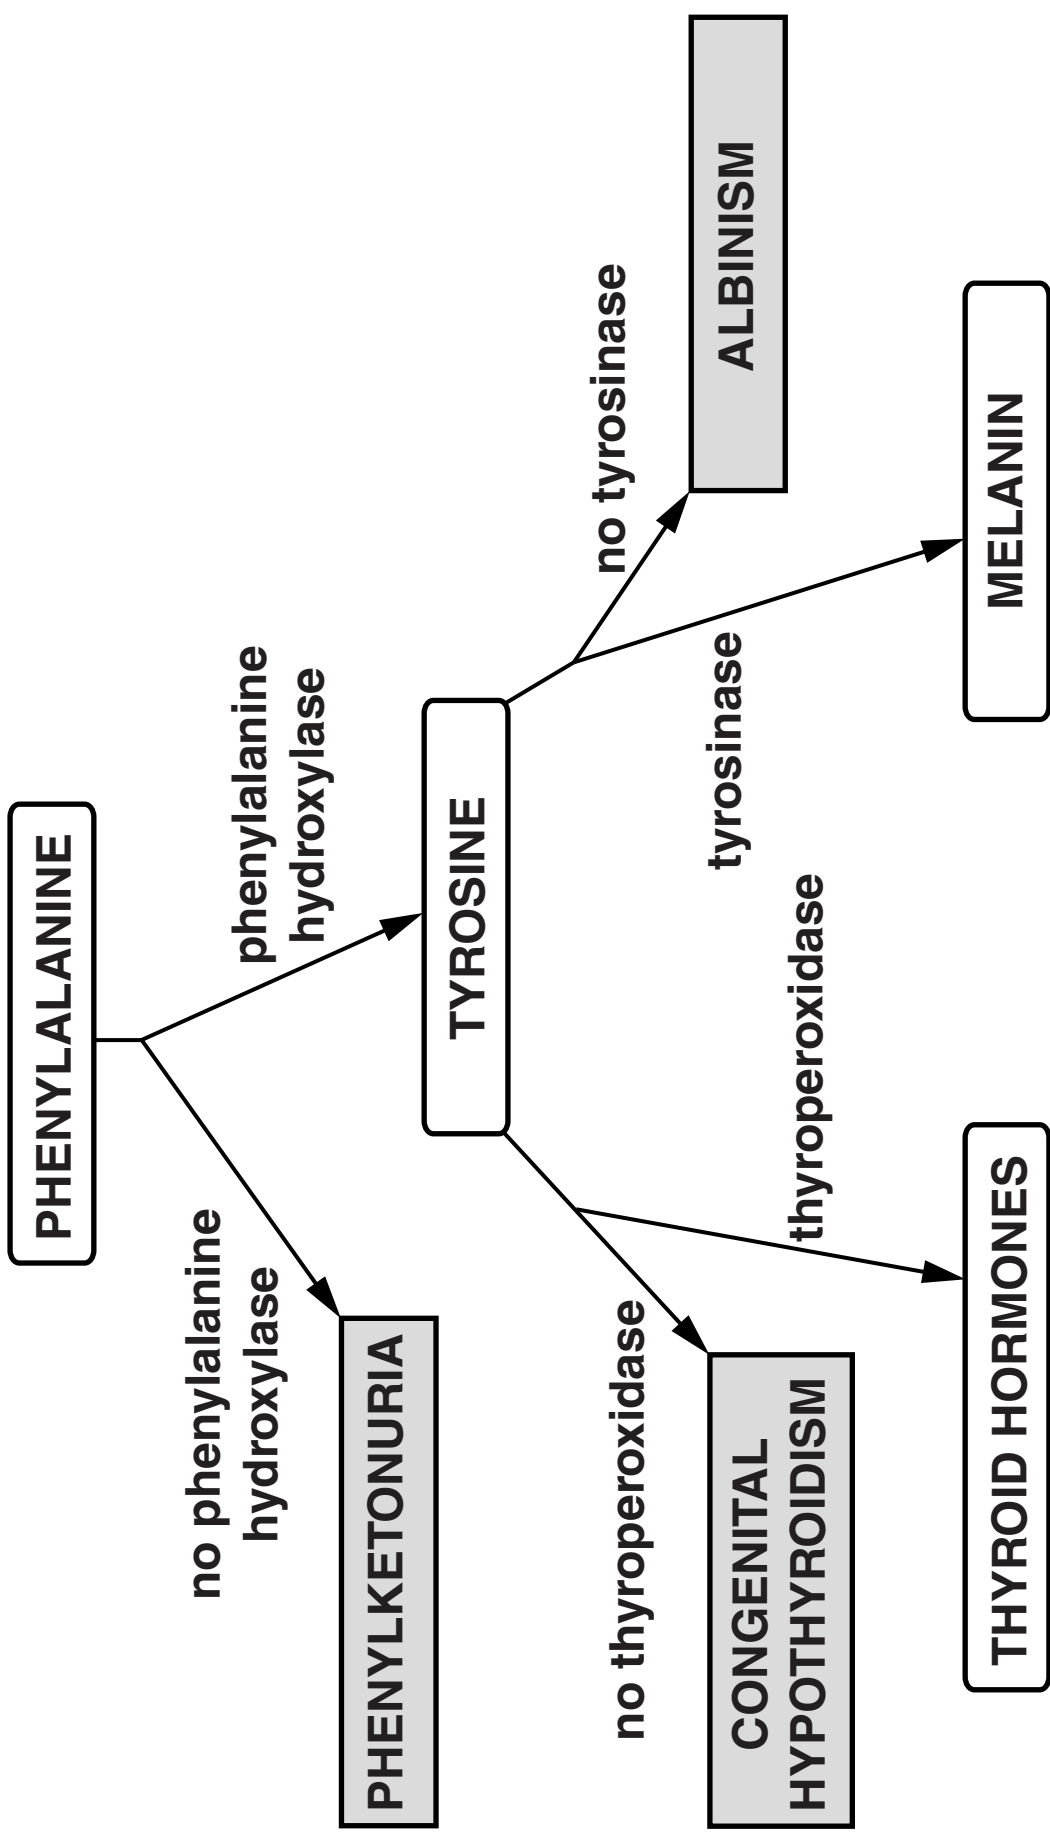 PHENYLALANINE
no phenylalanine
hydroxylase
phenylalanine
hydroxylase
PHENYLKETONURIA
TYROSINE
no thyroperoxidase
no tyrosinase
CONGENITAL
HYPOTHYROIDISM
thyroperoxidase
tyrosinase
ALBINISM
THYROID HORMONES
MELANIN